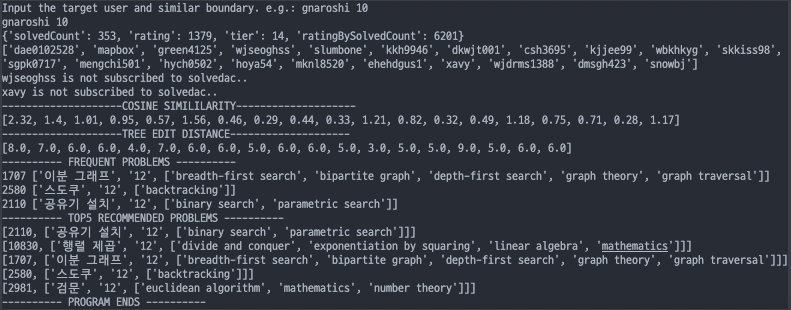 Input the target user and similar boundary. e.g.: gnaroshi 10
gnaroshi 10
{'solvedCount': 353, 'rating': 1379, 'tier': 14, 'ratingBySolvedCount': 6201}
['dae0102528', 'mapbox', 'green4125', 'wjseoghss', 'slumbone', 'kkh9946', 'dkwjt001', 'csh3695', 'kjjee99', 'wbkhkyg', 'skkiss98',
'sgpk0717', 'mengchi501', 'hych0502', 'hoya54', 'mknl8520', 'ehehdgus1', 'xavy', 'wjdrms1388', 'dmsgh423', 'snowbj']
wjseoghss is not subscribed to solvedac..
xavy is not subscribed to solvedac..
--------------------COSINE SIMILILARITY--------------------
[2.32, 1.4, 1.01, 0.95, 0.57, 1.56, 0.46, 0.29, 0.44, 0.33, 1.21, 0.82, 0.32, 0.49, 1.18, 0.75, 0.71, 0.28, 1.17]
--------------------TREE EDIT DISTANCE--------------------
[8.0, 7.0, 6.0, 6.0, 4.0, 7.0, 6.0, 6.0, 5.0, 6.0, 6.0, 5.0, 3.0, 5.0, 5.0, 9.0, 5.0, 6.0, 6.0]
---------- FREQUENT PROBLEMS ----------
1707 ['이분 그래프', '12', ['breadth-first search', 'bipartite graph', 'depth-first search', 'graph theory', 'graph traversal']]
2580 ['스도쿠', '12', ['backtracking']]
2110 ['공유기 설치', '12', ['binary search', 'parametric search']]
---------- TOP5 RECOMMENDED PROBLEMS ----------
[2110, ['공유기 설치', '12', ['binary search', 'parametric search']]]
[10830, ['행렬 제곱', '12', ['divide and conquer', 'exponentiation by squaring', 'linear algebra', 'mathematics']]]
[1707, ['이분 그래프', '12', ['breadth-first search', 'bipartite graph', 'depth-first search', 'graph theory', 'graph traversal']]]
[2580, ['스도쿠', '12', ['backtracking']]]
[2981, ['검문', '12', ['euclidean algorithm', 'mathematics', 'number theory']]]
---------- PROGRAM ENDS ----------